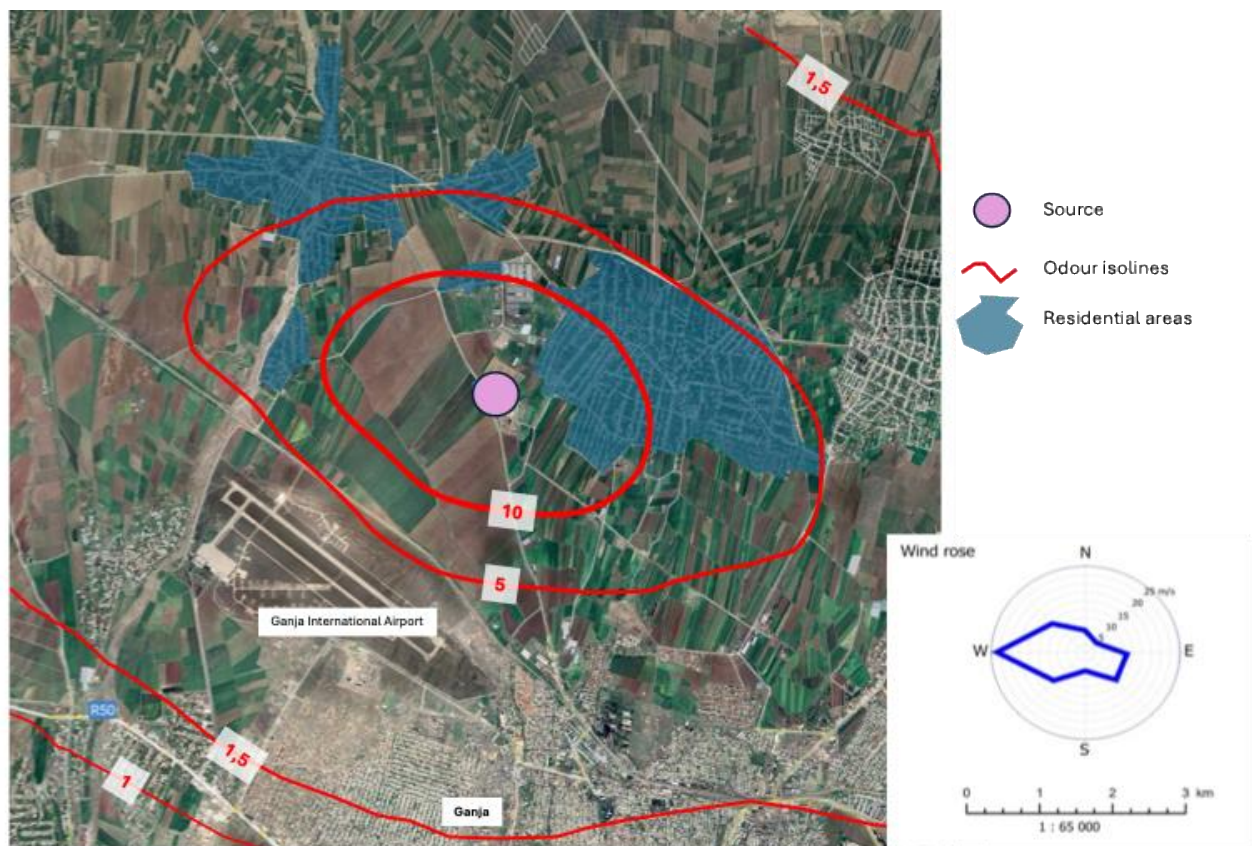 1,5
Source
Odour isolines
Residential areas
10
5
Ganja International Airport
R50
1,5
1
Ganja
Wind rose
N
25 m/s
20
15
10
5
W
E
S
0 1 2 3 km
1 : 65 000